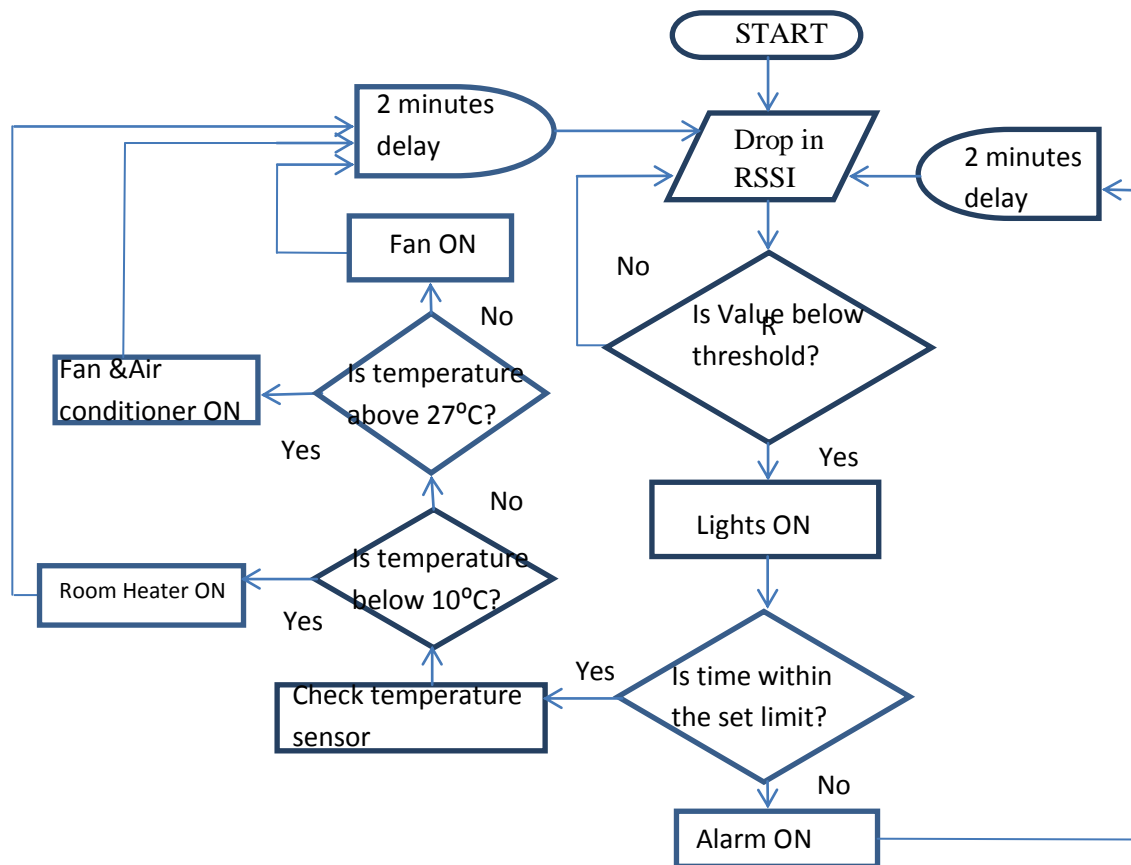 START
2 minutes
delay
Drop in
RSSI
2 minutes
delay
Fan ON
No
No
Is Value below
R
threshold?
Fan &Air
conditioner ON
Is temperature
above 27⁰C?
Yes
Yes
No
Lights ON
Is temperature
below 10⁰C?
Room Heater ON
Yes
Yes
Is time within
the set limit?
Check temperature
sensor
No
Alarm ON